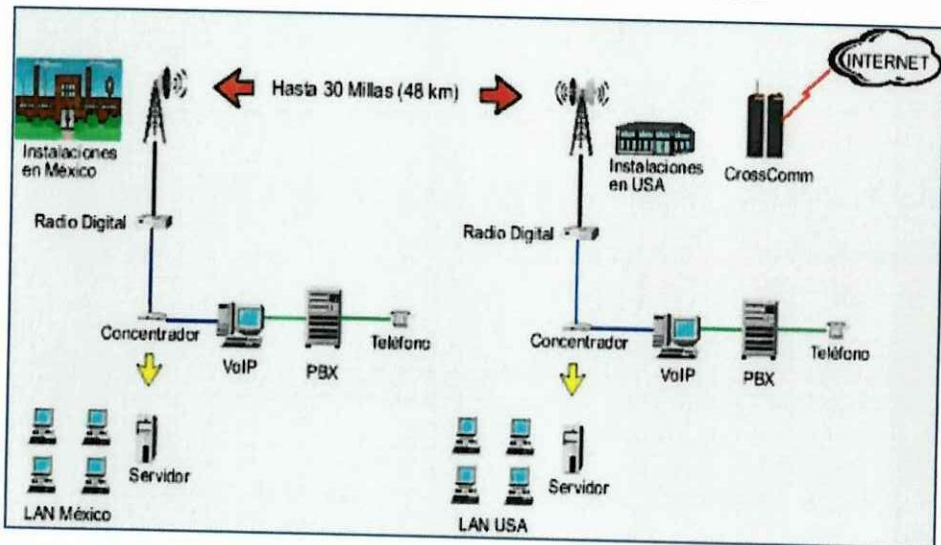 Hasta 30 Millas (48 km)
INTERNET
Instalaciones
en México
Instalaciones
en USA
CrossComm
Radio Digital
Radio Digital
Concentrador
VoIP
PBX
Teléfono
Concentrador
VoIP
PBX
Teléfono
Servidor
LAN México
Servidor
LAN USA